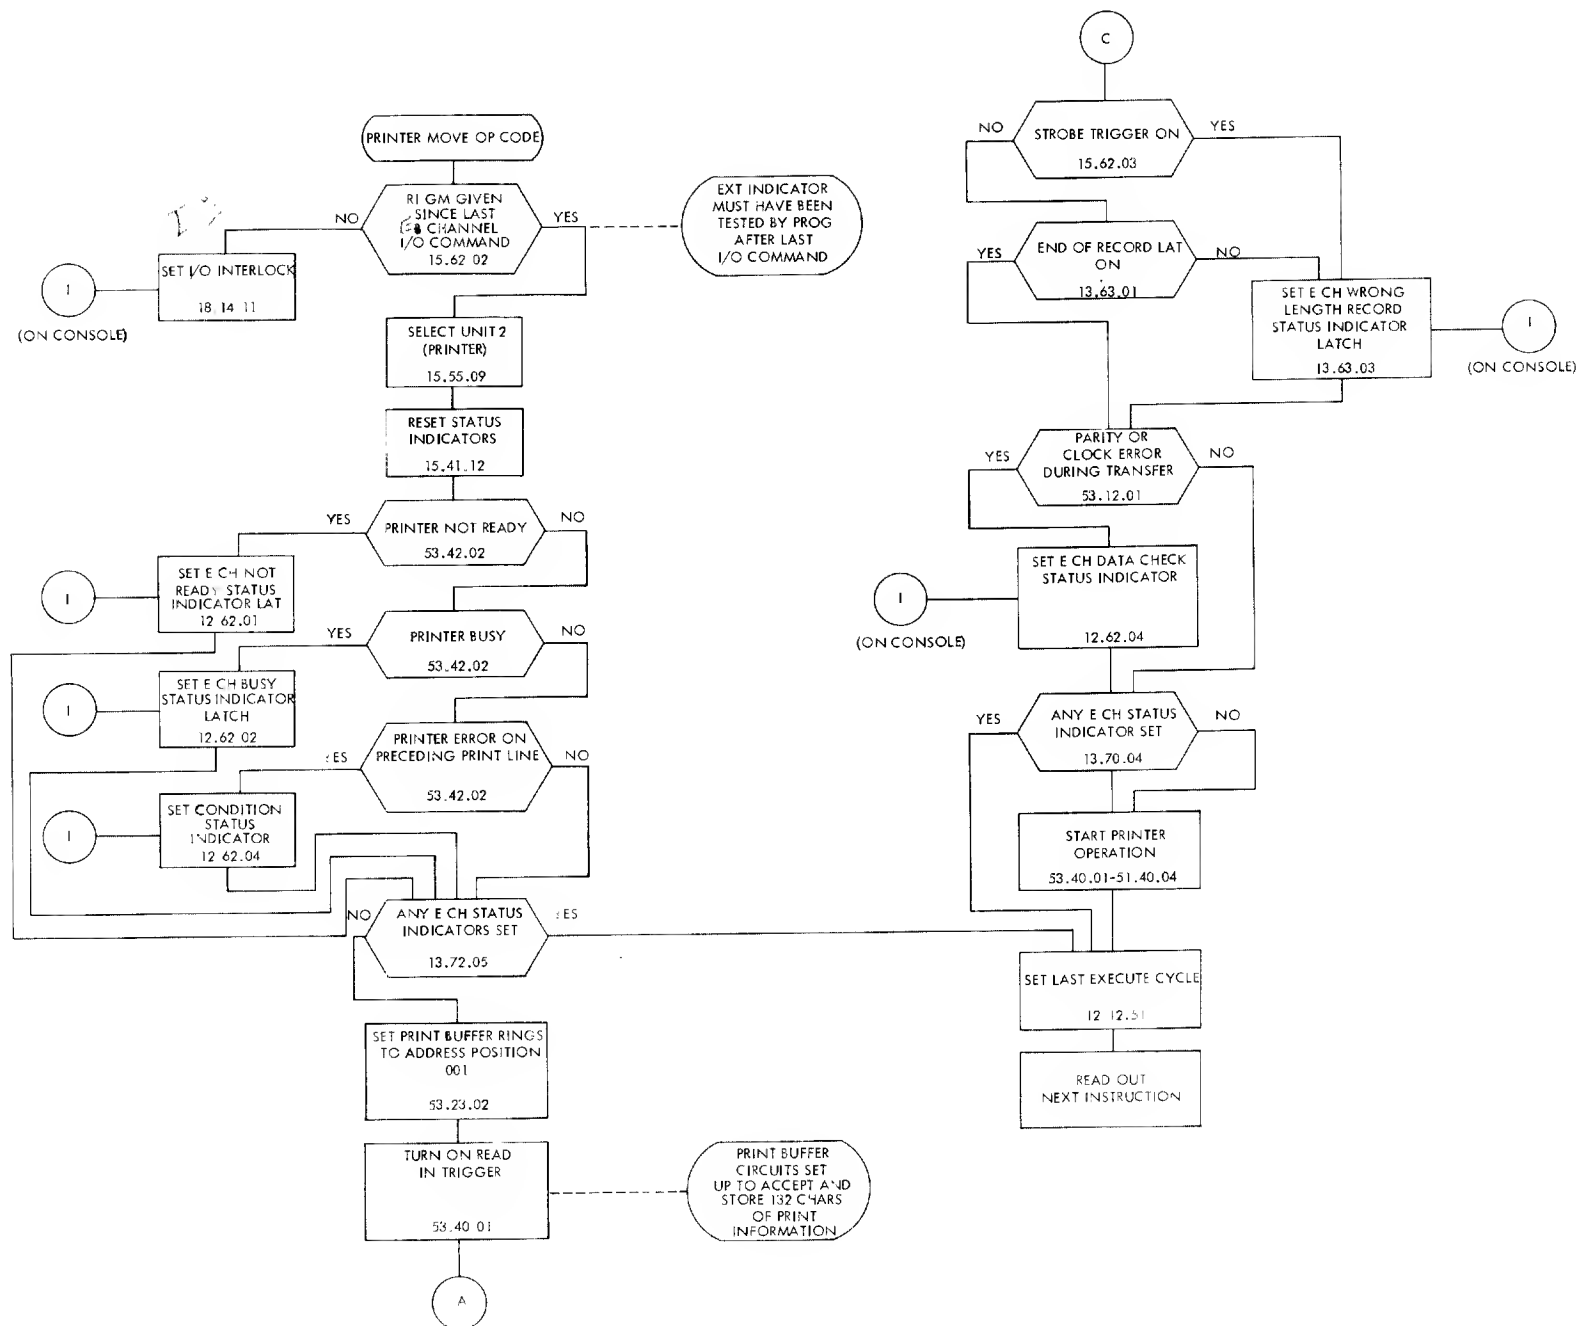 PRINTER MOVE OP CODE
RI GM GIVEN
SINCE LAST
CHANNEL
I/O COMMAND
15.62 02
NO
YES
EXT INDICATOR
MUST HAVE BEEN
TESTED BY PROG
AFTER LAST
I/O COMMAND
SET I/O INTERLOCK
18.14 11
I
(ON CONSOLE)
SELECT UNIT 2
(PRINTER)
15.55.09
RESET STATUS
INDICATORS
15.41.12
PRINTER NOT READY
53.42.02
YES
NO
SET E CH NOT
READY STATUS
INDICATOR LAT
12 62.01
I
PRINTER BUSY
53.42.02
YES
NO
SET E CH BUSY
STATUS INDICATOR
LATCH
12.62 02
I
PRINTER ERROR ON
PRECEDING PRINT LINE
53.42.02
YES
NO
SET CONDITION
STATUS
INDICATOR
12 62.04
I
ANY E CH STATUS
INDICATORS SET
13.72.05
NO
YES
SET PRINT BUFFER RINGS
TO ADDRESS POSITION
001
53.23.02
TURN ON READ
IN TRIGGER
53.40 01
PRINT BUFFER
CIRCUITS SET
UP TO ACCEPT AND
STORE 132 CHARS
OF PRINT
INFORMATION
A
C
STROBE TRIGGER ON
15.62.03
NO
YES
END OF RECORD LAT
ON
13.63.01
YES
NO
SET E CH WRONG
LENGTH RECORD
STATUS INDICATOR
LATCH
13.63.03
I
(ON CONSOLE)
PARITY OR
CLOCK ERROR
DURING TRANSFER
53.12.01
YES
NO
SET E CH DATA CHECK
STATUS INDICATOR
12.62.04
I
(ON CONSOLE)
ANY E CH STATUS
INDICATOR SET
13.70.04
YES
NO
START PRINTER
OPERATION
53.40.01-51.40.04
SET LAST EXECUTE CYCLE
12 12.51
READ OUT
NEXT INSTRUCTION